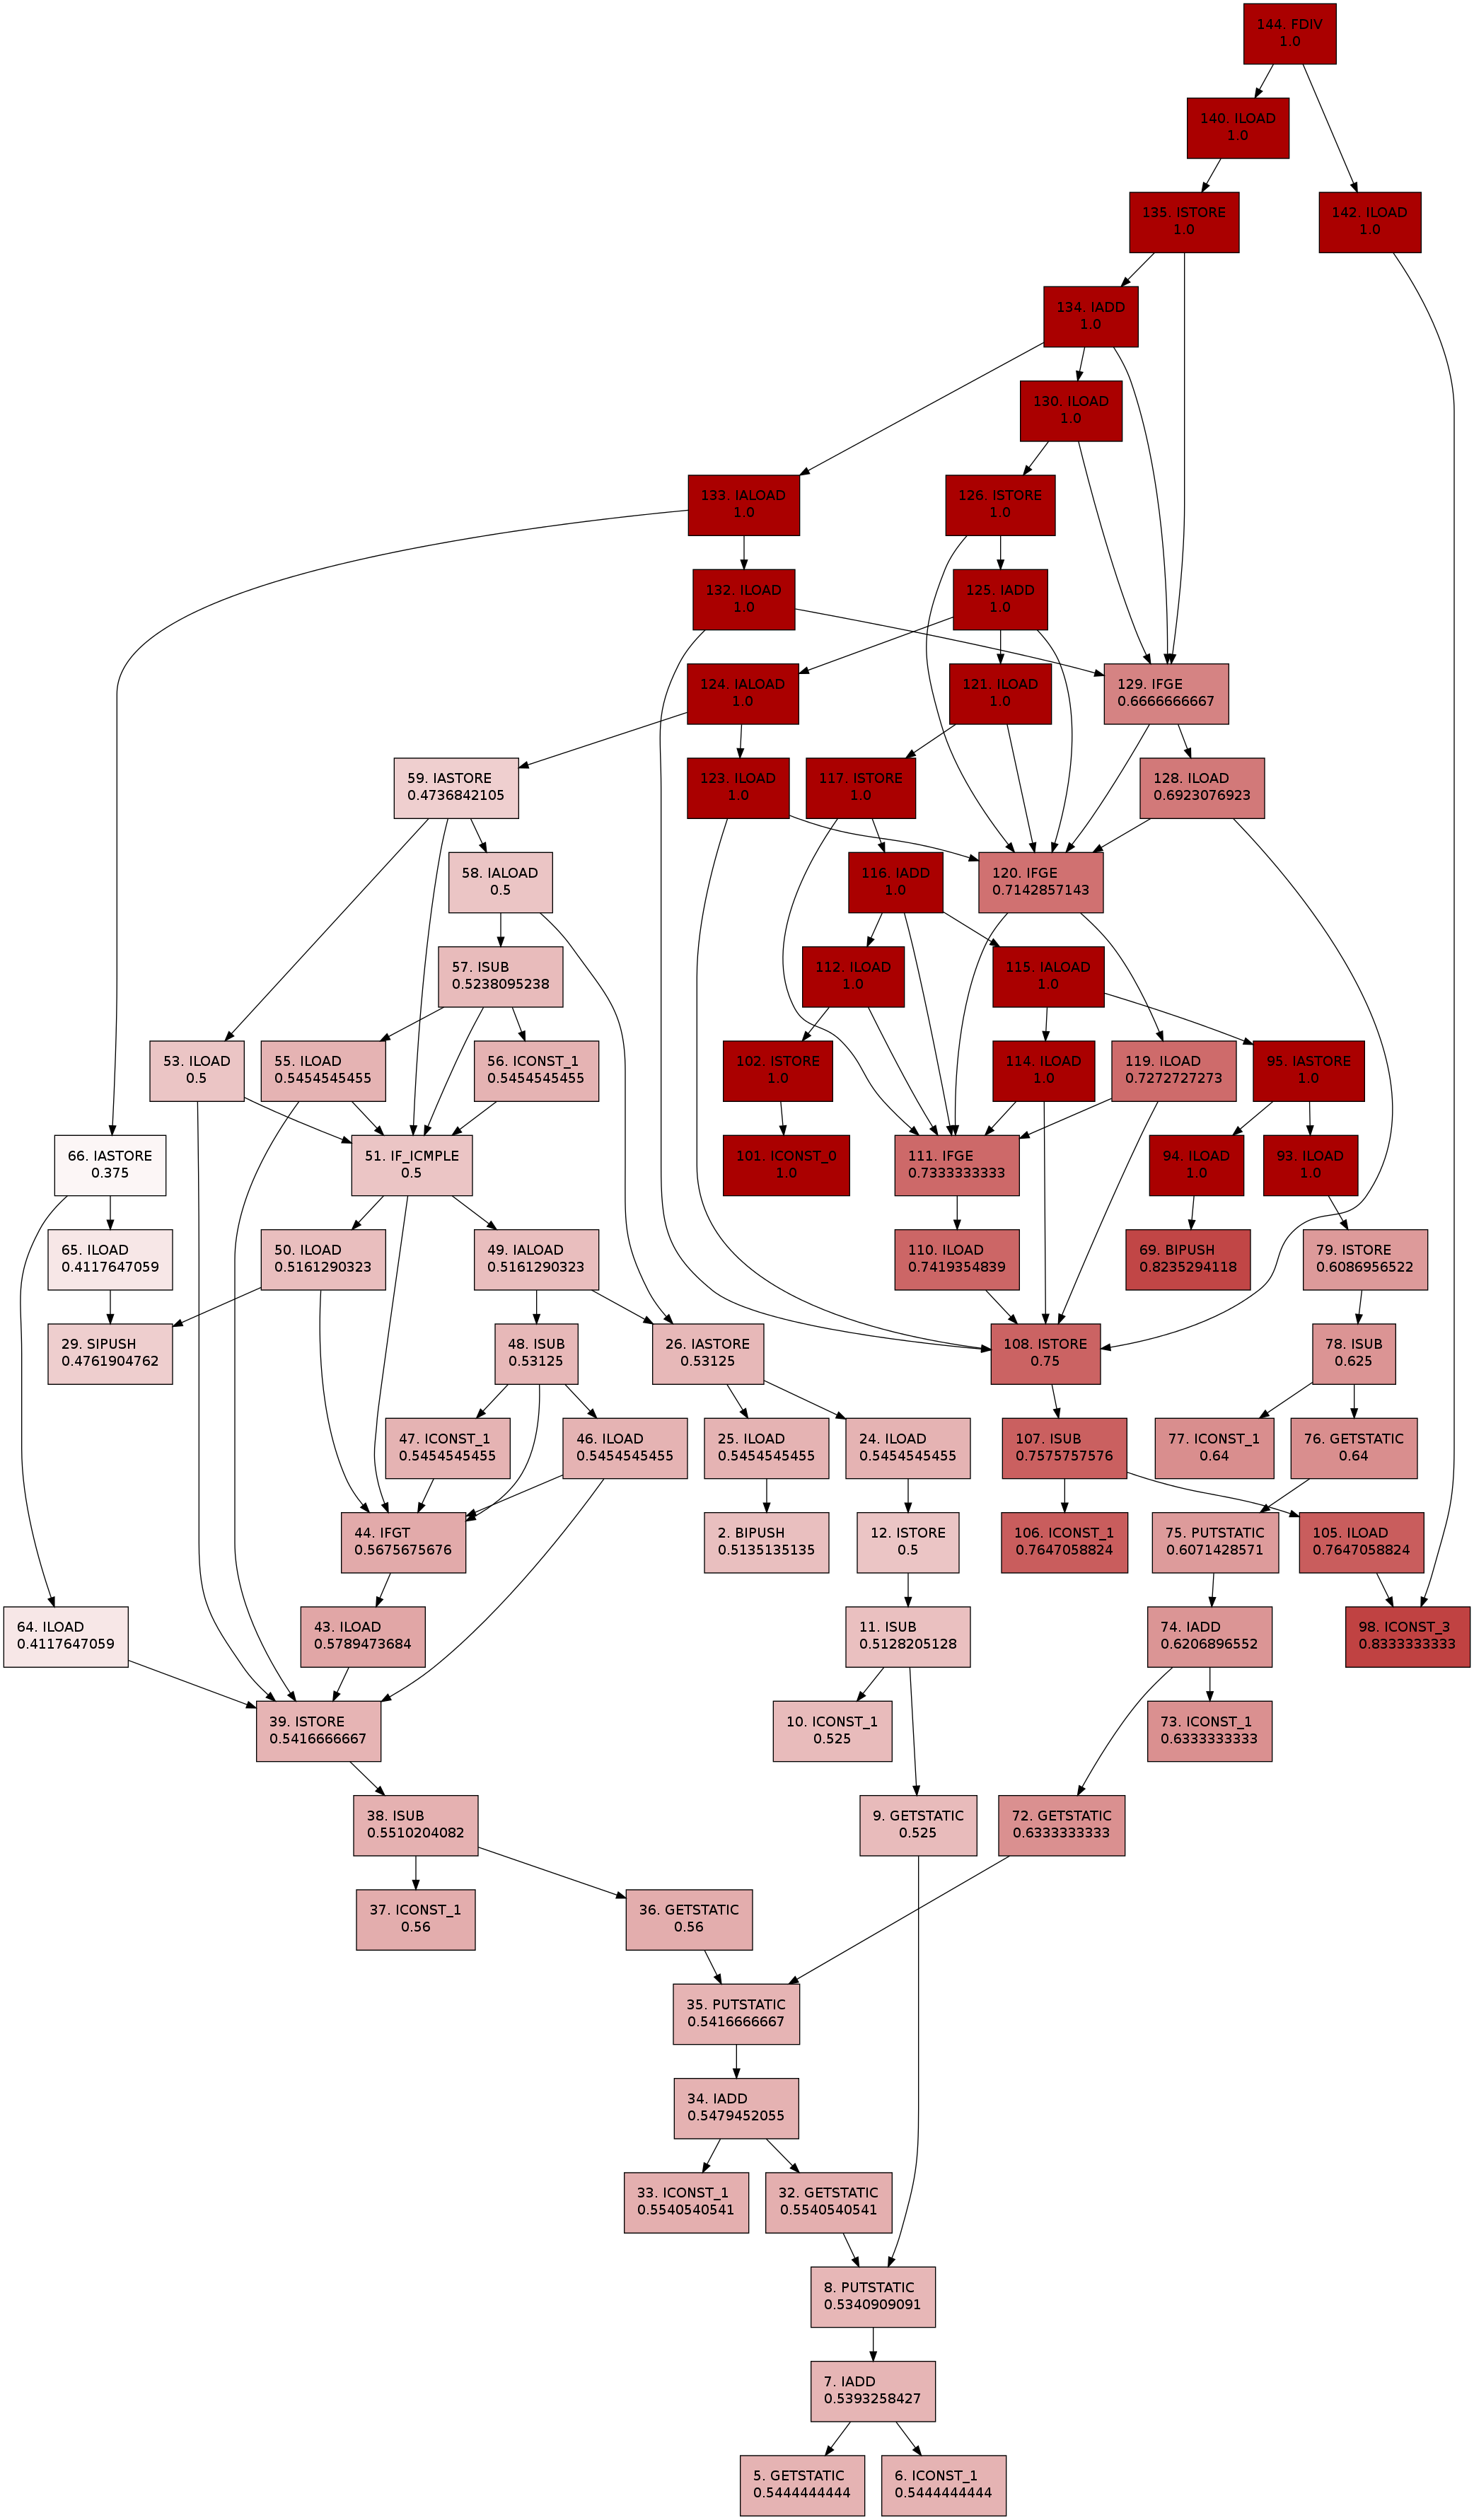 144. FDIV
1.0
140. ILOAD
1.0
135. ISTORE
1.0
142. ILOAD
1.0
134. IADD
1.0
130. ILOAD
1.0
133. IALOAD
1.0
126. ISTORE
1.0
132. ILOAD
1.0
125. IADD
1.0
124. IALOAD
1.0
121. ILOAD
1.0
129. IFGE
0.6666666667
59. IASTORE
0.4736842105
123. ILOAD
1.0
117. ISTORE
1.0
128. ILOAD
0.6923076923
58. IALOAD
0.5
116. IADD
1.0
120. IFGE
0.7142857143
57. ISUB
0.5238095238
112. ILOAD
1.0
115. IALOAD
1.0
53. ILOAD
0.5
55. ILOAD
0.5454545455
56. ICONST_1
0.5454545455
102. ISTORE
1.0
114. ILOAD
1.0
119. ILOAD
0.7272727273
95. IASTORE
1.0
66. IASTORE
0.375
51. IF_ICMPLE
0.5
101. ICONST_0
1.0
111. IFGE
0.7333333333
94. ILOAD
1.0
93. ILOAD
1.0
65. ILOAD
0.4117647059
50. ILOAD
0.5161290323
49. IALOAD
0.5161290323
110. ILOAD
0.7419354839
69. BIPUSH
0.8235294118
79. ISTORE
0.6086956522
29. SIPUSH
0.4761904762
48. ISUB
0.53125
26. IASTORE
0.53125
108. ISTORE
0.75
78. ISUB
0.625
47. ICONST_1
0.5454545455
46. ILOAD
0.5454545455
25. ILOAD
0.5454545455
24. ILOAD
0.5454545455
107. ISUB
0.7575757576
77. ICONST_1
0.64
76. GETSTATIC
0.64
44. IFGT
0.5675675676
2. BIPUSH
0.5135135135
12. ISTORE
0.5
106. ICONST_1
0.7647058824
75. PUTSTATIC
0.6071428571
105. ILOAD
0.7647058824
64. ILOAD
0.4117647059
43. ILOAD
0.5789473684
11. ISUB
0.5128205128
74. IADD
0.6206896552
98. ICONST_3
0.8333333333
39. ISTORE
0.5416666667
10. ICONST_1
0.525
73. ICONST_1
0.6333333333
38. ISUB
0.5510204082
9. GETSTATIC
0.525
72. GETSTATIC
0.6333333333
37. ICONST_1
0.56
36. GETSTATIC
0.56
35. PUTSTATIC
0.5416666667
34. IADD
0.5479452055
33. ICONST_1
0.5540540541
32. GETSTATIC
0.5540540541
8. PUTSTATIC
0.5340909091
7. IADD
0.5393258427
5. GETSTATIC
0.5444444444
6. ICONST_1
0.5444444444